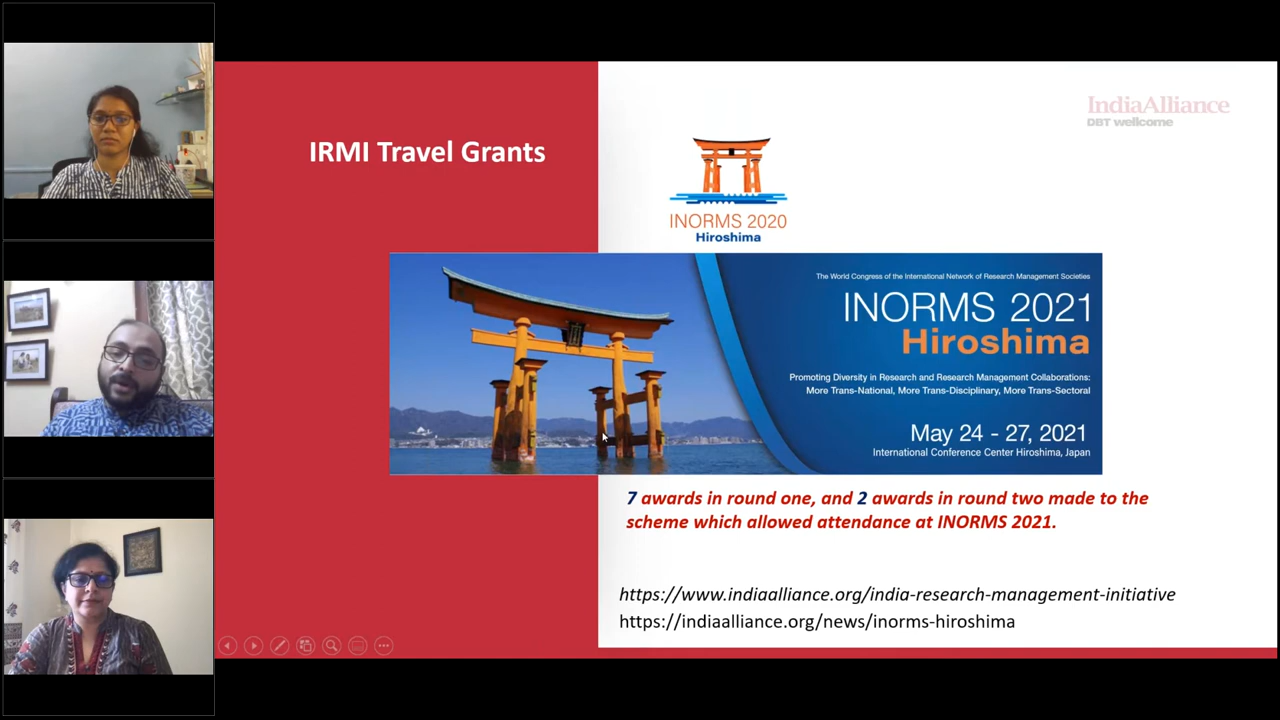 IRMI Travel Grants
IndiaAlliance
DBT wellcome
INORMS 2020
Hiroshima
The World Congress of the International Network of Research Management Societies
INORMS 2021
Hiroshima
Promoting Diversity in Research and Research Management Collaborations:
More Trans-National, More Trans-Disciplinary, More Trans-Sectoral
May 24 - 27, 2021
International Conference Center Hiroshima, Japan
7 awards in round one, and 2 awards in round two made to the
scheme which allowed attendance at INORMS 2021.
https://www.indiaalliance.org/india-research-management-initiative
https://indiaalliance.org/news/inorms-hiroshima